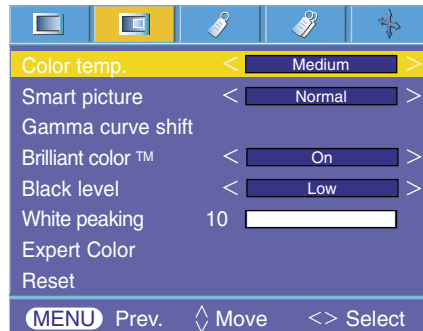 Color temp. < Medium >
Smart picture < Normal >
Gamma curve shift
Brilliant color ™ < On >
Black level < Low >
White peaking 10
Expert Color
Reset
MENU Prev. Move <> Select